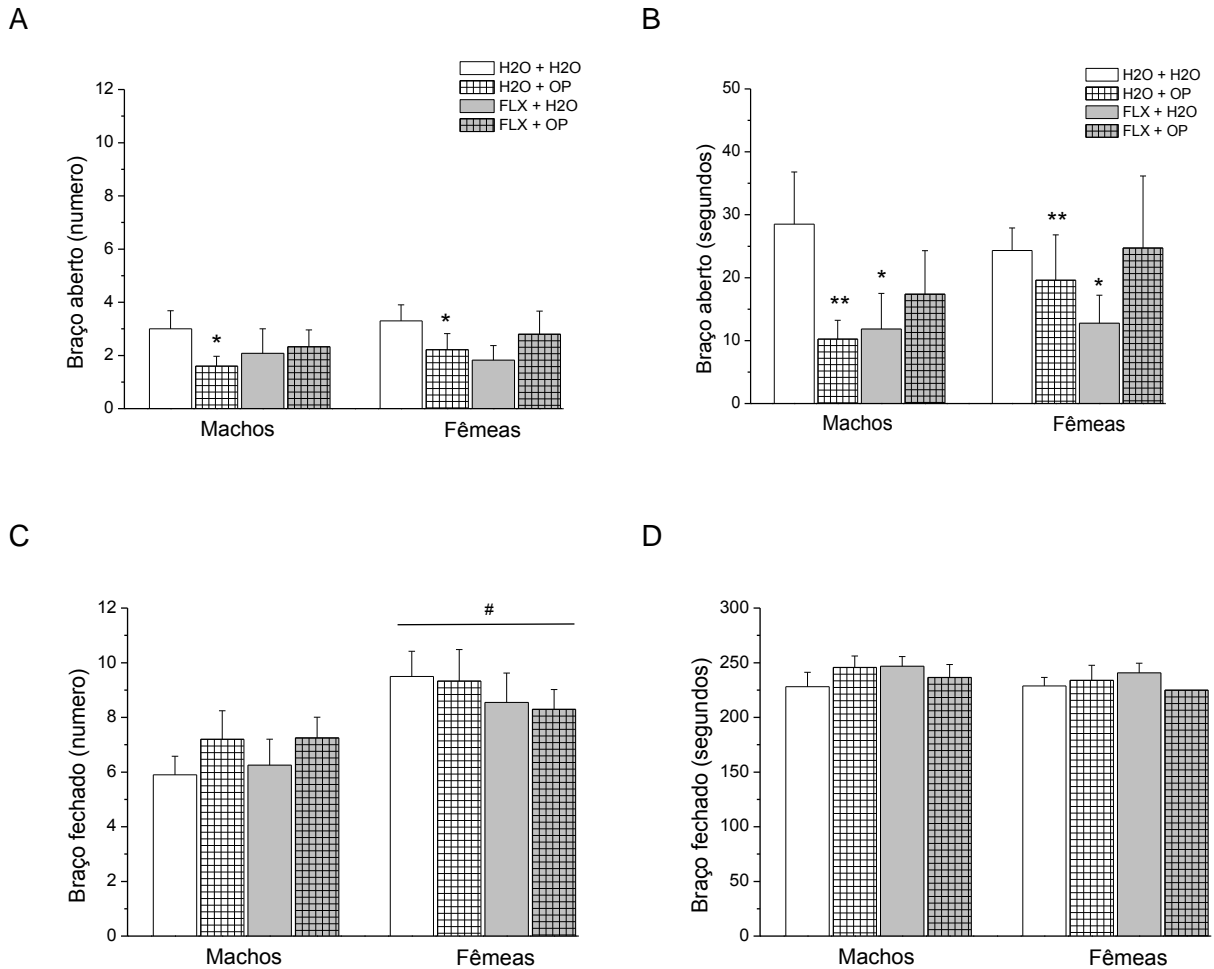 A
H2O + H2O
H2O + OP
FLX + H2O
FLX + OP
12
10
8
6
4
2
0
Braço aberto (numero)
*
*
Machos
Fêmeas
B
H2O + H2O
H2O + OP
FLX + H2O
FLX + OP
50
40
30
20
10
0
Braço aberto (segundos)
**
*
**
*
Machos
Fêmeas
C
12
10
8
6
4
2
0
Braço fechado (numero)
#
Machos
Fêmeas
D
300
250
200
150
100
50
0
Braço fechado (segundos)
Machos
Fêmeas